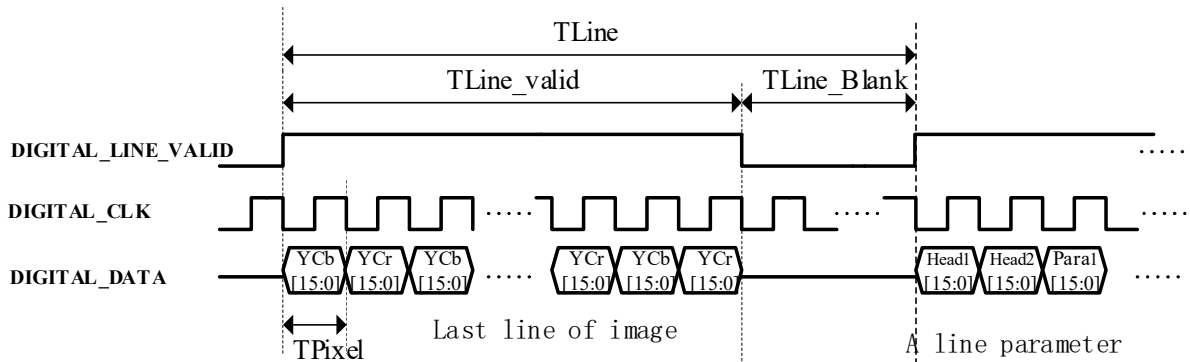 TLine
TLine_valid
TLine_Blank
DIGITAL_LINE_VALID
.....
DIGITAL_CLK
.....
.....
.....
DIGITAL_DATA
YCb
[15:0]
YCr
[15:0]
YCb
[15:0]
.....
YCr
[15:0]
YCb
[15:0]
YCr
[15:0]
Head1
[15:0]
Head2
[15:0]
Para1
[15:0]
.....
TPixel
Last line of image
A line parameter